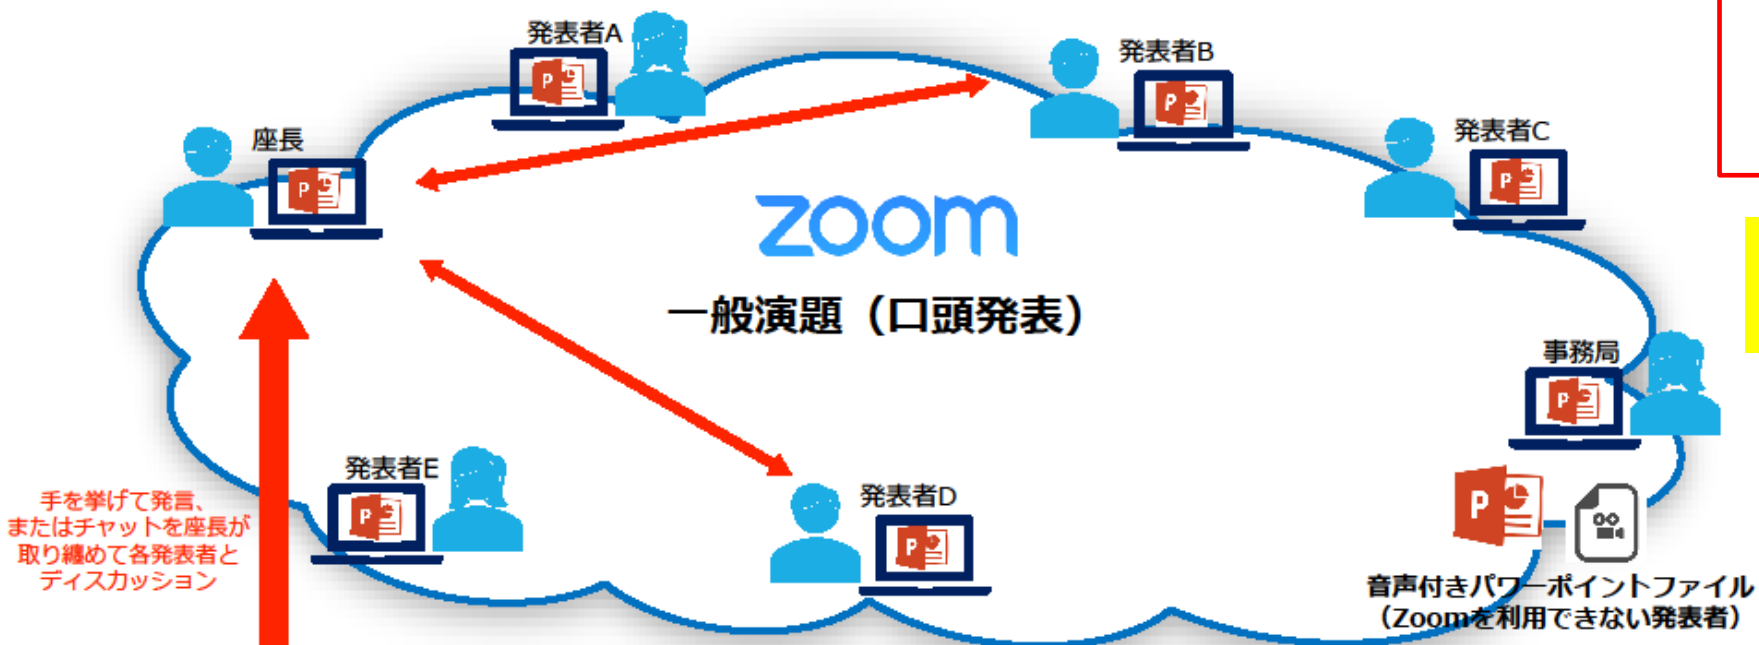 発表者A
発表者B
座長
発表者C
zoom
一般演題（口頭発表）
事務局
発表者E
発表者D
手を挙げて発言、
またはチャットを座長が
取り纏めて各発表者と
ディスカッション
音声付きパワーポイントファイル
（Zoomを利用できない発表者）
P
P
P
P
P
P
P
P